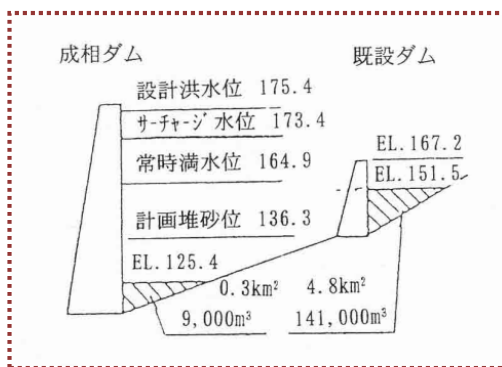 成相ダム
既設ダム
設計洪水位 175.4
サーチャージ水位 173.4
常時満水位 164.9
計画堆砂位 136.3
EL.125.4
EL.167.2
EL.151.5
0.3km² 4.8km²
9,000m³ 141,000m³